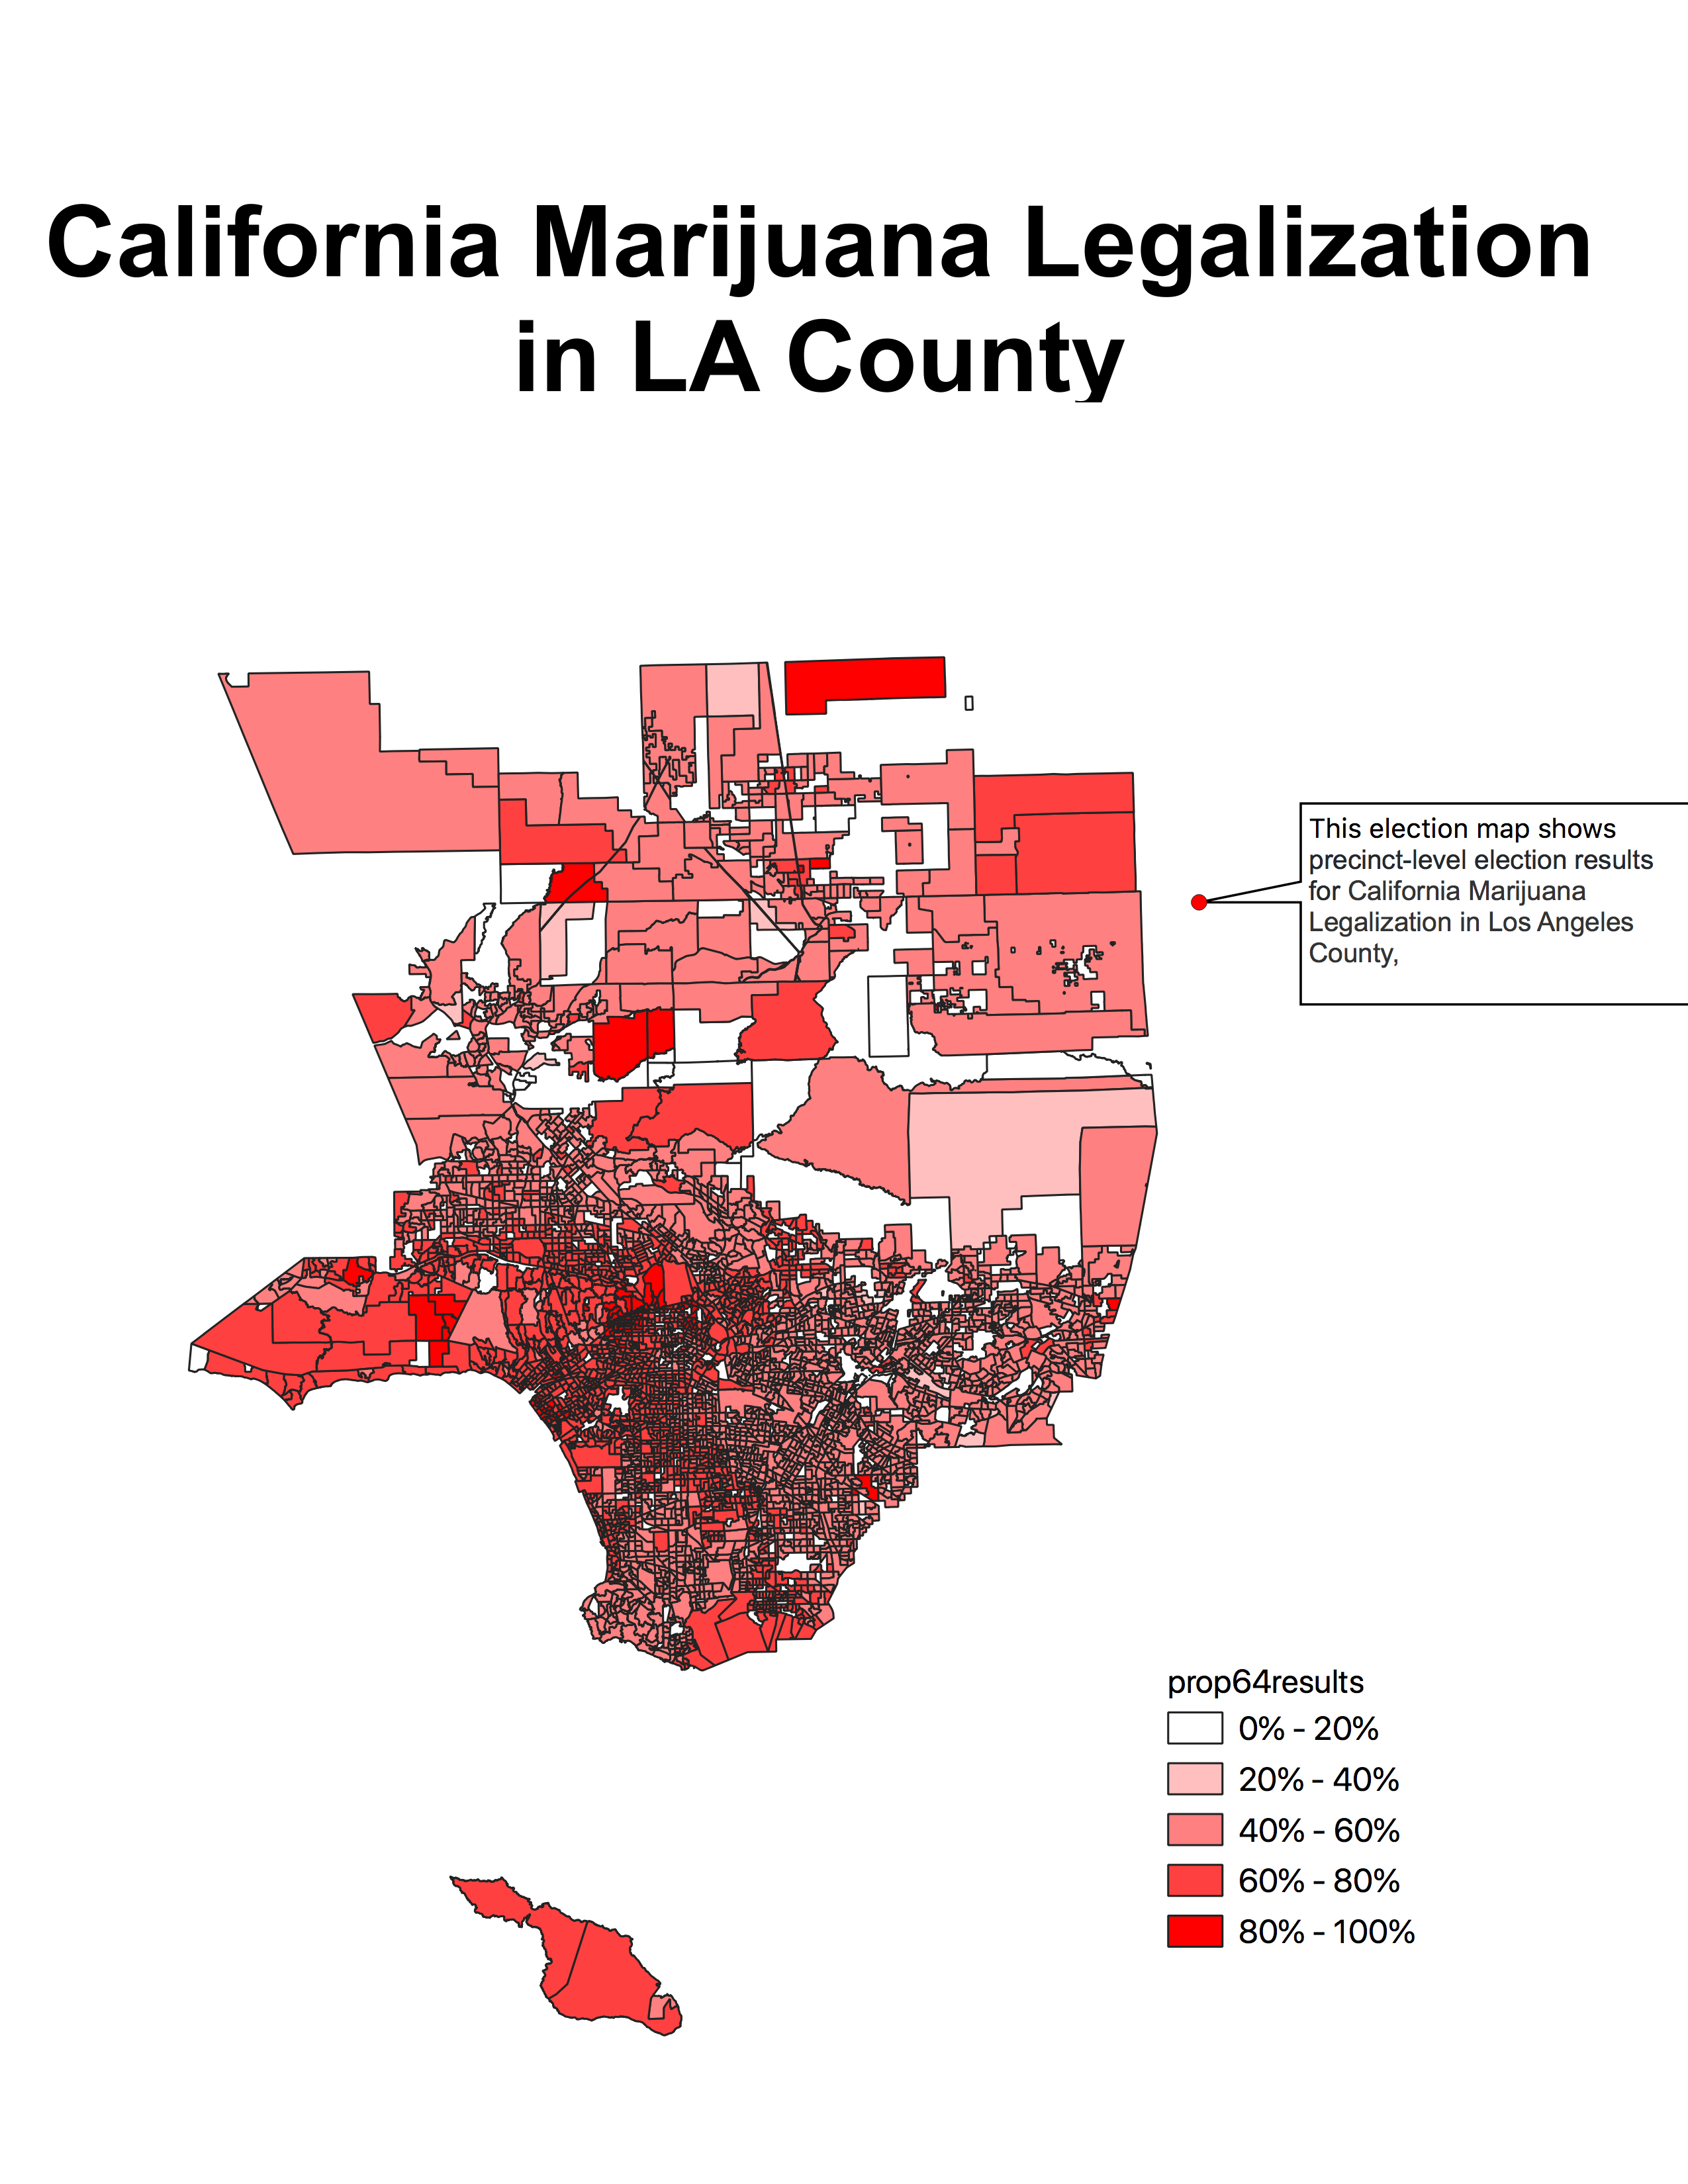 California Marijuana Legalization
in LA County
This election map shows
precinct-level election results
for California Marijuana
Legalization in Los Angeles
County,
prop64results
0% - 20%
20% - 40%
40% - 60%
60% - 80%
80% - 100%